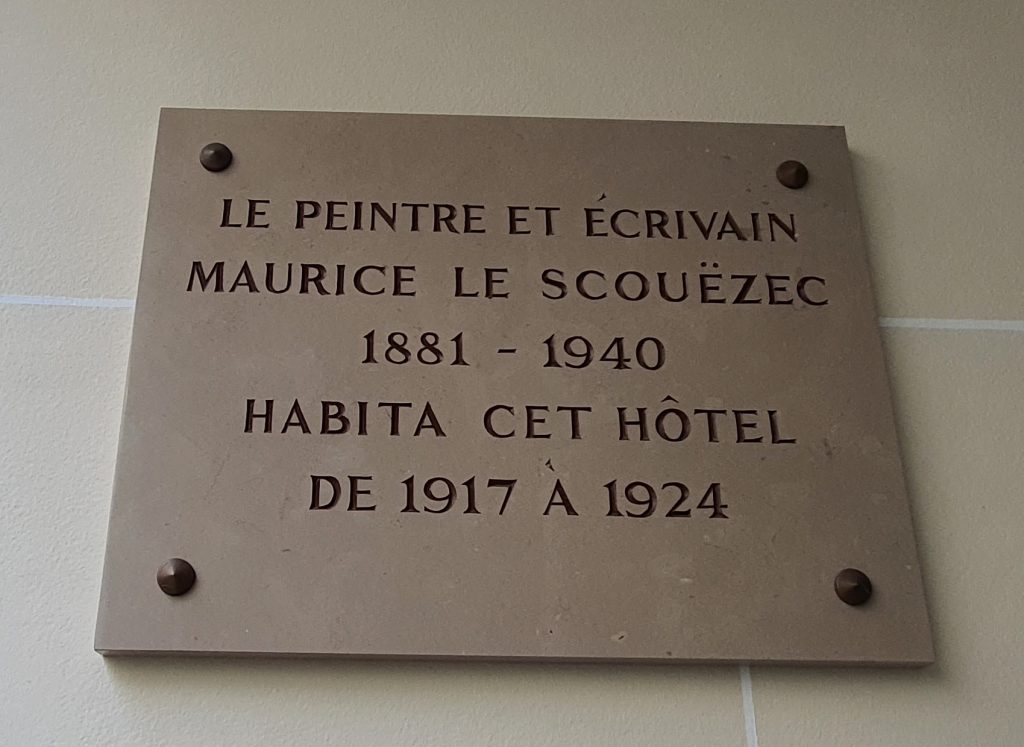 LE PEINTRE ET ÉCRIVAIN
MAURICE LE SCOUËZEC
1881 - 1940
HABITA CET HÔTEL
DE 1917 À 1924